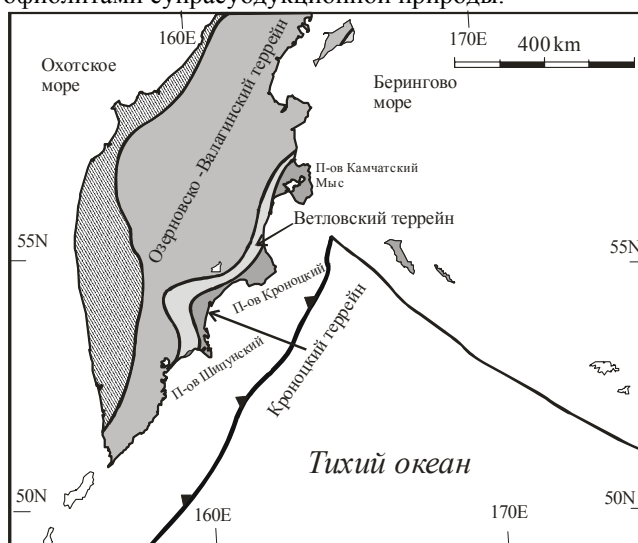 офиолитами супрасубдукционной природы.
160E
170E
400 km
Охотское
море
Берингово
море
Озерновско -Валагинский террейн
П-ов Камчатский
Мыс
Ветловский террейн
55N
55N
П-ов Кроноцкий
Кроноцкий террейн
П-ов Шипунский
Тихий океан
50N
50N
160E
170E